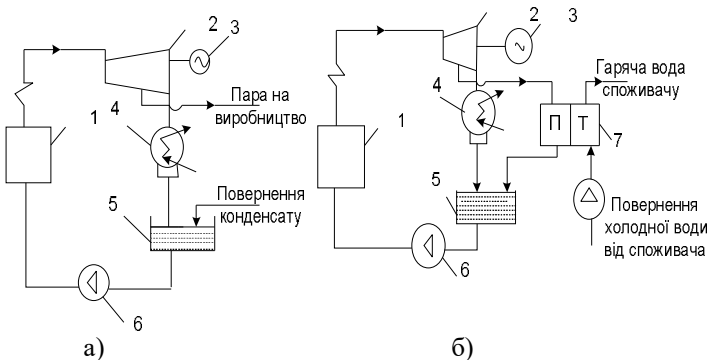 2 3
4
1
Пара на
виробництво
5
Повернення
конденсату
6
а)
2 3
4
1
Гаряча вода
споживачу
П Т
7
5
Повернення
холодної води
від споживача
6
б)